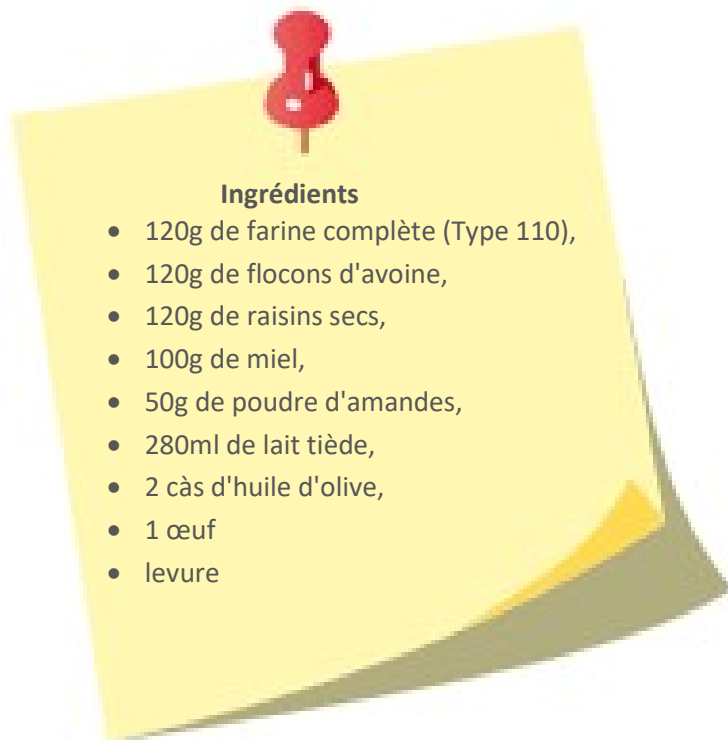 Ingrédients
• 120g de farine complète (Type 110),
• 120g de flocons d'avoine,
• 120g de raisins secs,
• 100g de miel,
• 50g de poudre d'amandes,
• 280ml de lait tiède,
• 2 càs d'huile d'olive,
• 1 œuf
• levure